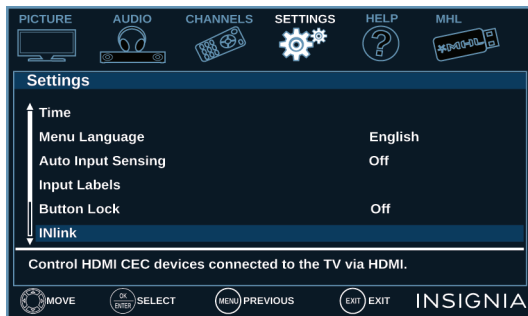 PICTURE AUDIO CHANNELS SETTINGS HELP MHL
MHL
Settings
Time
Menu Language English
Auto Input Sensing Off
Input Labels
Button Lock Off
INlink
Control HDMI CEC devices connected to the TV via HDMI.
MOVE OK ENTER SELECT MENU PREVIOUS EXIT EXIT INSIGNIA